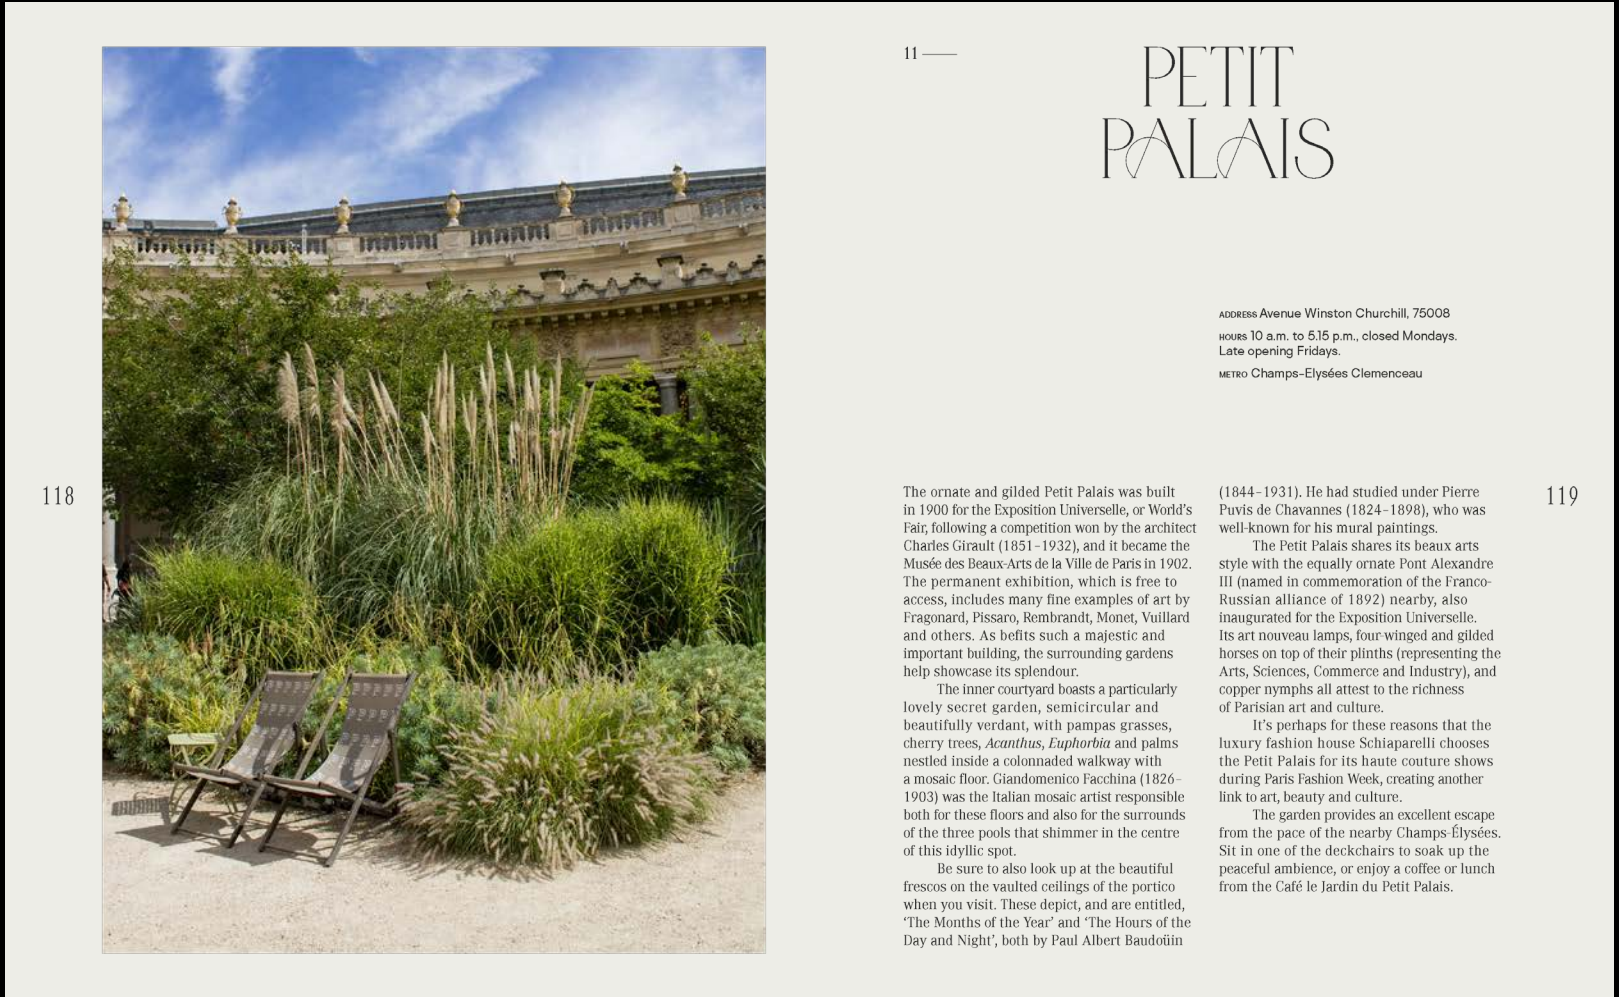 118
11
PETIT
PALAIS
ADDRESS Avenue Winston Churchill, 75008
HOURS 10 a.m. to 5.15 p.m., closed Mondays.
Late opening Fridays.
METRO Champs-Elysées Clemenceau
The ornate and gilded Petit Palais was built
in 1900 for the Exposition Universelle, or World’s
Fair, following a competition won by the architect
Charles Girault (1851–1932), and it became the
Musée des Beaux-Arts de la Ville de Paris in 1902.
The permanent exhibition, which is free to
access, includes many fine examples of art by
Fragonard, Pissaro, Rembrandt, Monet, Vuillard
and others. As befits such a majestic and
important building, the surrounding gardens
help showcase its splendour.
The inner courtyard boasts a particularly
lovely secret garden, semicircular and
beautifully verdant, with pampas grasses,
cherry trees, Acanthus, Euphorbia and palms
nestled inside a colonnaded walkway with
a mosaic floor. Giandomenico Facchina (1826–
1903) was the Italian mosaic artist responsible
both for these floors and also for the surrounds
of the three pools that shimmer in the centre
of this idyllic spot.
Be sure to also look up at the beautiful
frescos on the vaulted ceilings of the portico
when you visit. These depict, and are entitled,
‘The Months of the Year’ and ‘The Hours of the
Day and Night’, both by Paul Albert Baudoüin
(1844–1931). He had studied under Pierre
Puvis de Chavannes (1824–1898), who was
well-known for his mural paintings.
The Petit Palais shares its beaux arts
style with the equally ornate Pont Alexandre
III (named in commemoration of the Franco-
Russian alliance of 1892) nearby, also
inaugurated for the Exposition Universelle.
Its art nouveau lamps, four-winged and gilded
horses on top of their plinths (representing the
Arts, Sciences, Commerce and Industry), and
copper nymphs all attest to the richness
of Parisian art and culture.
It’s perhaps for these reasons that the
luxury fashion house Schiaparelli chooses
the Petit Palais for its haute couture shows
during Paris Fashion Week, creating another
link to art, beauty and culture.
The garden provides an excellent escape
from the pace of the nearby Champs-Élysées.
Sit in one of the deckchairs to soak up the
peaceful ambience, or enjoy a coffee or lunch
from the Café le Jardin du Petit Palais.
119